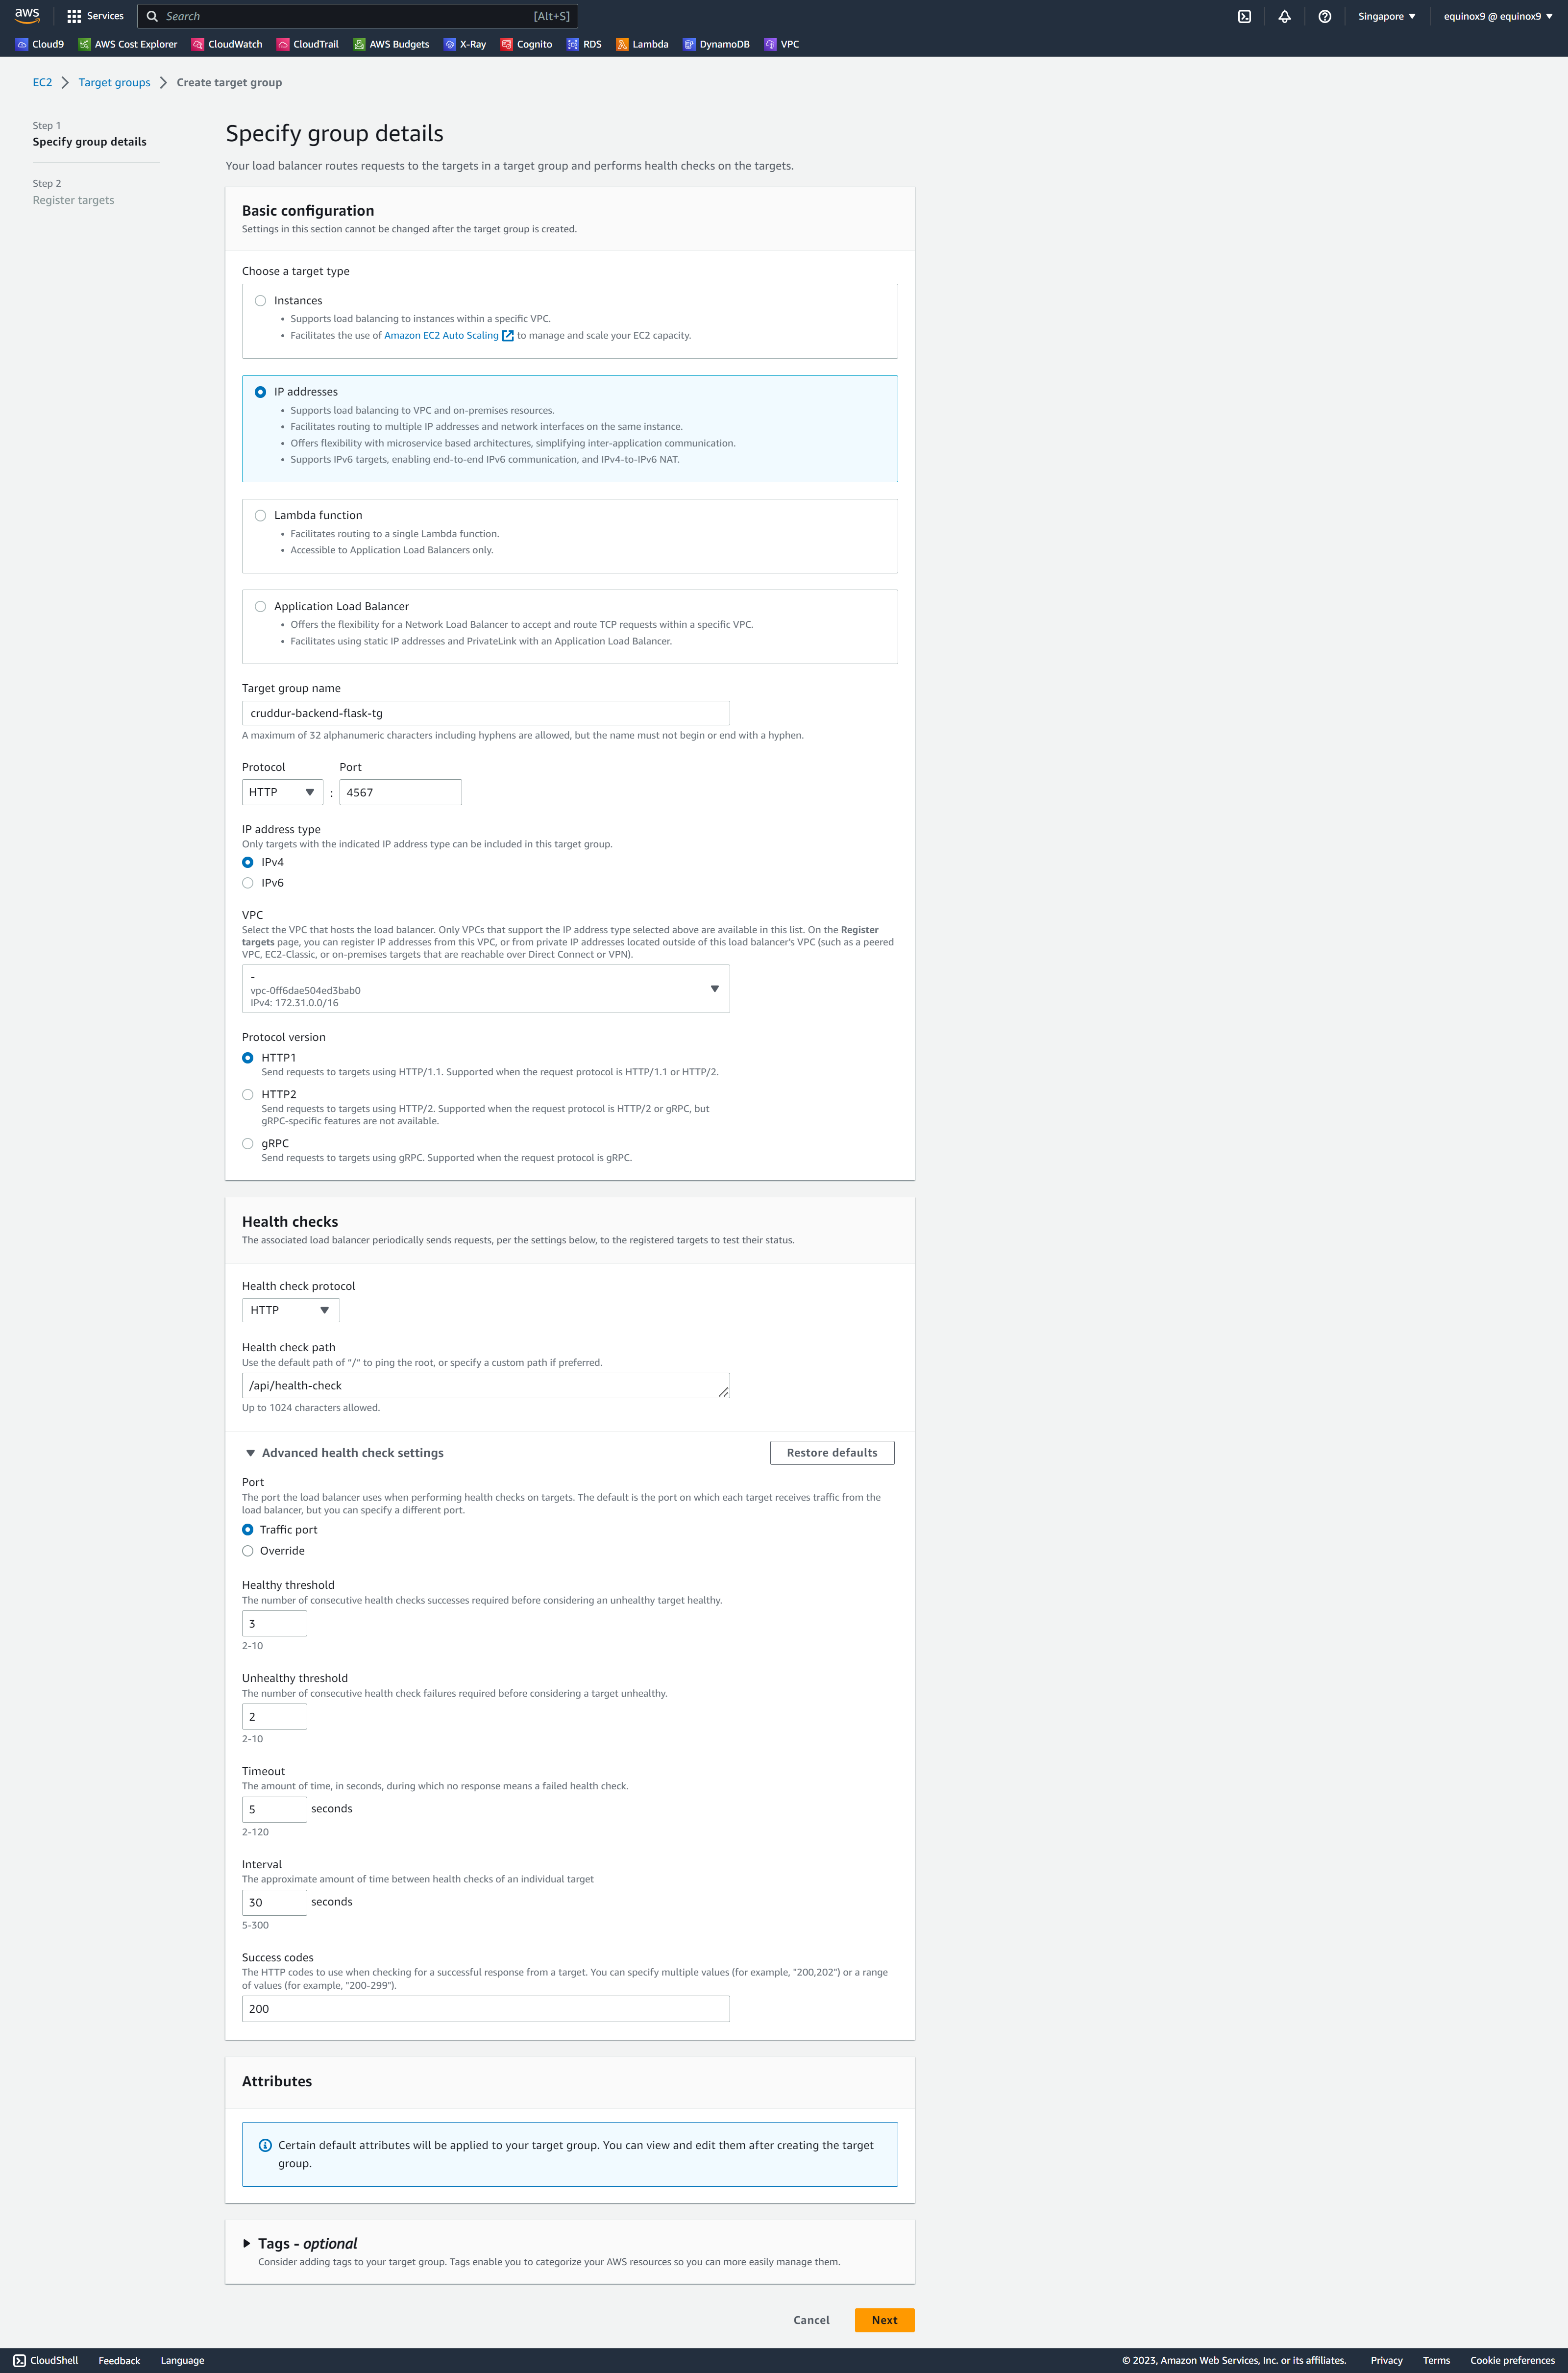 aws
Services
Search
[Alt+S]
Singapore
equinox9 @ equinox9
Cloud9
AWS Cost Explorer
CloudWatch
CloudTrail
AWS Budgets
X-Ray
Cognito
RDS
Lambda
DynamoDB
VPC
EC2
Target groups
Create target group
Step 1
Specify group details
Step 2
Register targets
Specify group details
Your load balancer routes requests to the targets in a target group and performs health checks on the targets.
Basic configuration
Settings in this section cannot be changed after the target group is created.
Choose a target type
Instances
• Supports load balancing to instances within a specific VPC.
• Facilitates the use of Amazon EC2 Auto Scaling to manage and scale your EC2 capacity.
IP addresses
• Supports load balancing to VPC and on-premises resources.
• Facilitates routing to multiple IP addresses and network interfaces on the same instance.
• Offers flexibility with microservice based architectures, simplifying inter-application communication.
• Supports IPv6 targets, enabling end-to-end IPv6 communication, and IPv4-to-IPv6 NAT.
Lambda function
• Facilitates routing to a single Lambda function.
• Accessible to Application Load Balancers only.
Application Load Balancer
• Offers the flexibility for a Network Load Balancer to accept and route TCP requests within a specific VPC.
• Facilitates using static IP addresses and PrivateLink with an Application Load Balancer.
Target group name
cruddur-backend-flask-tg
A maximum of 32 alphanumeric characters including hyphens are allowed, but the name must not begin or end with a hyphen.
Protocol
Port
HTTP
:
4567
IP address type
Only targets with the indicated IP address type can be included in this target group.
IPv4
IPv6
VPC
Select the VPC that hosts the load balancer. Only VPCs that support the IP address type selected above are available in this list. On the Register
targets page, you can register IP addresses from this VPC, or from private IP addresses located outside of this load balancer's VPC (such as a peered
VPC, EC2-Classic, or on-premises targets that are reachable over Direct Connect or VPN).
-
vpc-0ff6dae504ed3bab0
IPv4: 172.31.0.0/16
Protocol version
HTTP1
Send requests to targets using HTTP/1.1. Supported when the request protocol is HTTP/1.1 or HTTP/2.
HTTP2
Send requests to targets using HTTP/2. Supported when the request protocol is HTTP/2 or gRPC, but
gRPC-specific features are not available.
gRPC
Send requests to targets using gRPC. Supported when the request protocol is gRPC.
Health checks
The associated load balancer periodically sends requests, per the settings below, to the registered targets to test their status.
Health check protocol
HTTP
Health check path
Use the default path of "/" to ping the root, or specify a custom path if preferred.
/api/health-check
Up to 1024 characters allowed.
Advanced health check settings
Restore defaults
Port
The port the load balancer uses when performing health checks on targets. The default is the port on which each target receives traffic from the
load balancer, but you can specify a different port.
Traffic port
Override
Healthy threshold
The number of consecutive health checks successes required before considering an unhealthy target healthy.
3
2-10
Unhealthy threshold
The number of consecutive health check failures required before considering a target unhealthy.
2
2-10
Timeout
The amount of time, in seconds, during which no response means a failed health check.
5
seconds
2-120
Interval
The approximate amount of time between health checks of an individual target
30
seconds
5-300
Success codes
The HTTP codes to use when checking for a successful response from a target. You can specify multiple values (for example, "200,202") or a range
of values (for example, "200-299").
200
Attributes
Certain default attributes will be applied to your target group. You can view and edit them after creating the target
group.
Tags - optional
Consider adding tags to your target group. Tags enable you to categorize your AWS resources so you can more easily manage them.
Cancel
Next
CloudShell
Feedback
Language
© 2023, Amazon Web Services, Inc. or its affiliates.
Privacy
Terms
Cookie preferences